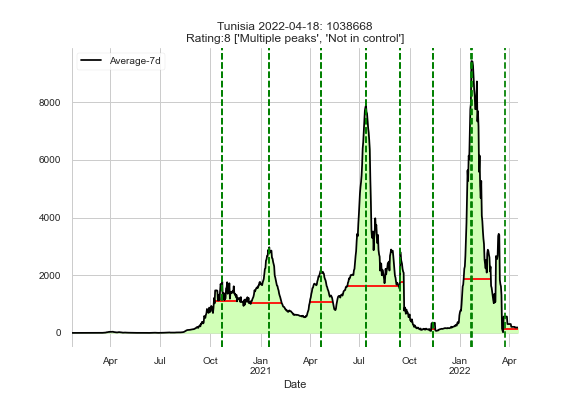 Tunisia 2022-04-18: 1038668
Rating:8 ['Multiple peaks', 'Not in control']
Average-7d
8000
6000
4000
2000
0
Apr Jul Oct Jan Apr Jul Oct Jan Apr
2021 2022
Date